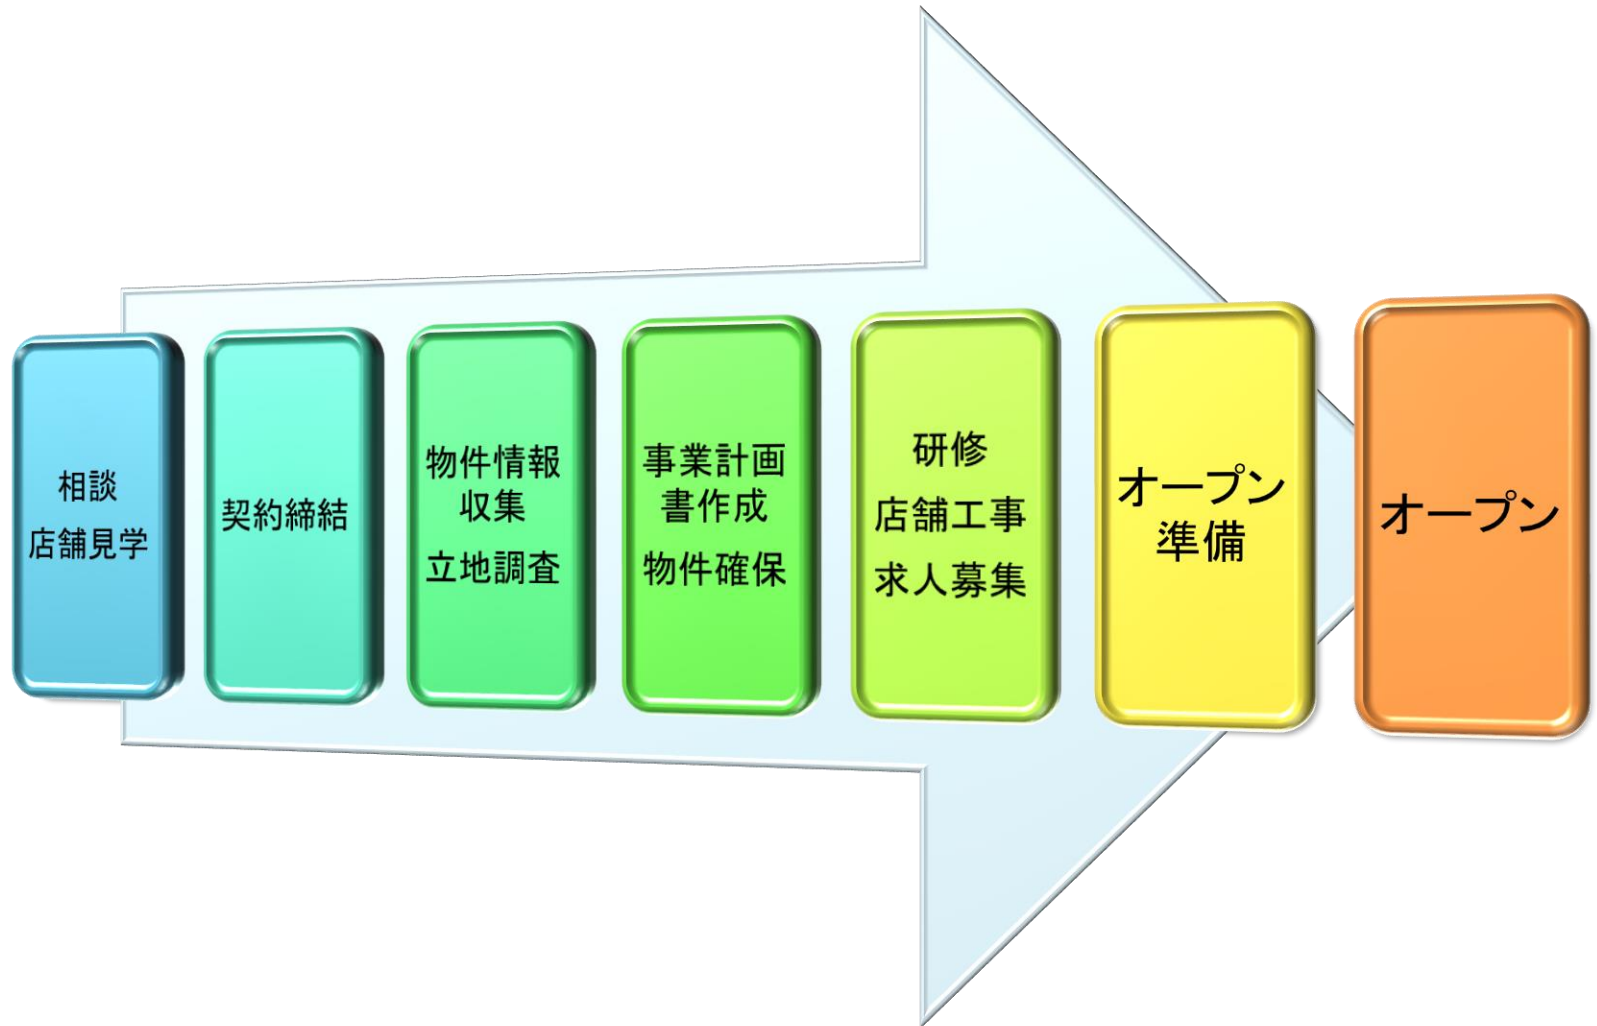 相談
店舗見学
契約締結
物件情報
収集
立地調査
事業計画
書作成
物件確保
研修
店舗工事
求人募集
オープン
準備
オープン